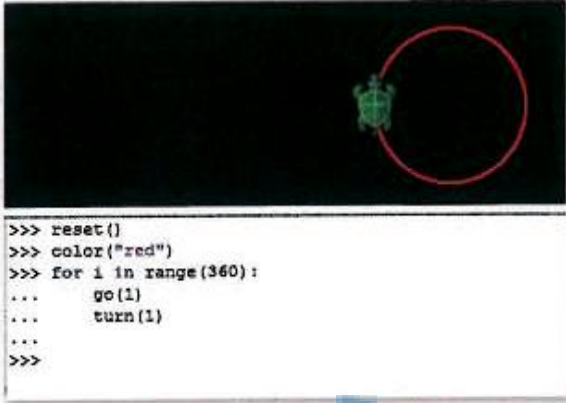 >>> reset()
>>> color("red")
>>> for i in range(360):
...     go(1)
...     turn(1)
...
>>>